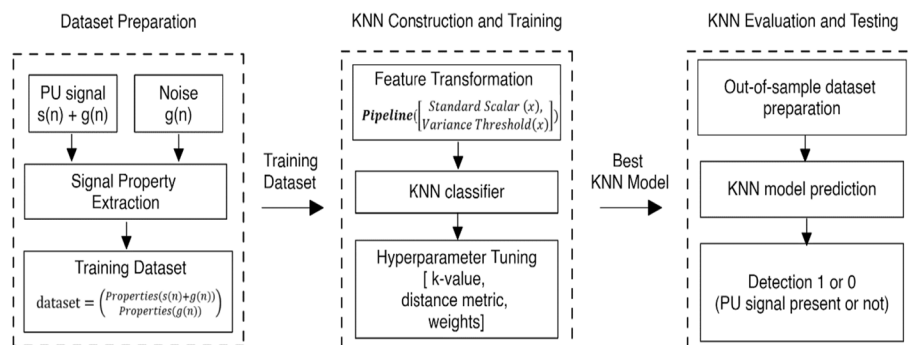 Dataset Preparation
PU signal
s(n) + g(n)
Noise
g(n)
Signal Property
Extraction
Training Dataset
dataset = (Properties(s(n)+g(n))
Properties(g(n)))
Training
Dataset
KNN Construction and Training
Feature Transformation
Pipeline([Standard Scalar (x),
Variance Threshold(x)])
KNN classifier
Hyperparameter Tuning
[ k-value,
distance metric,
weights]
Best
KNN Model
KNN Evaluation and Testing
Out-of-sample dataset
preparation
KNN model prediction
Detection 1 or 0
(PU signal present or not)